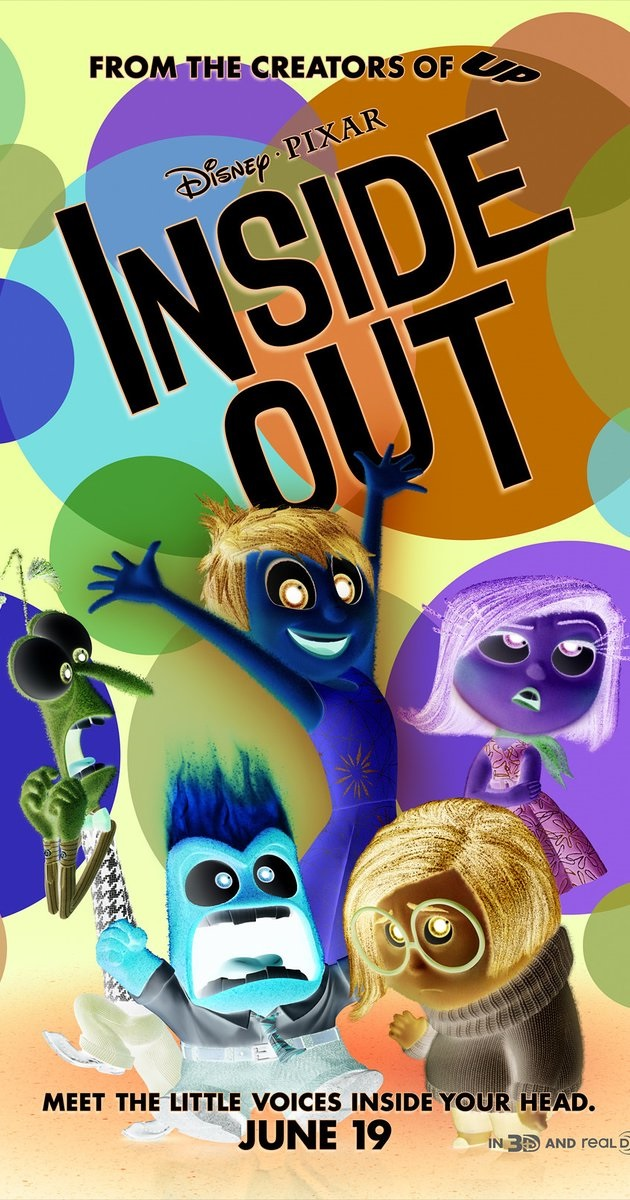 FROM THE CREATORS OF UP
Disney · PIXAR
INSIDE
OUT
MEET THE LITTLE VOICES INSIDE YOUR HEAD.
JUNE 19
IN 3D AND REAL D